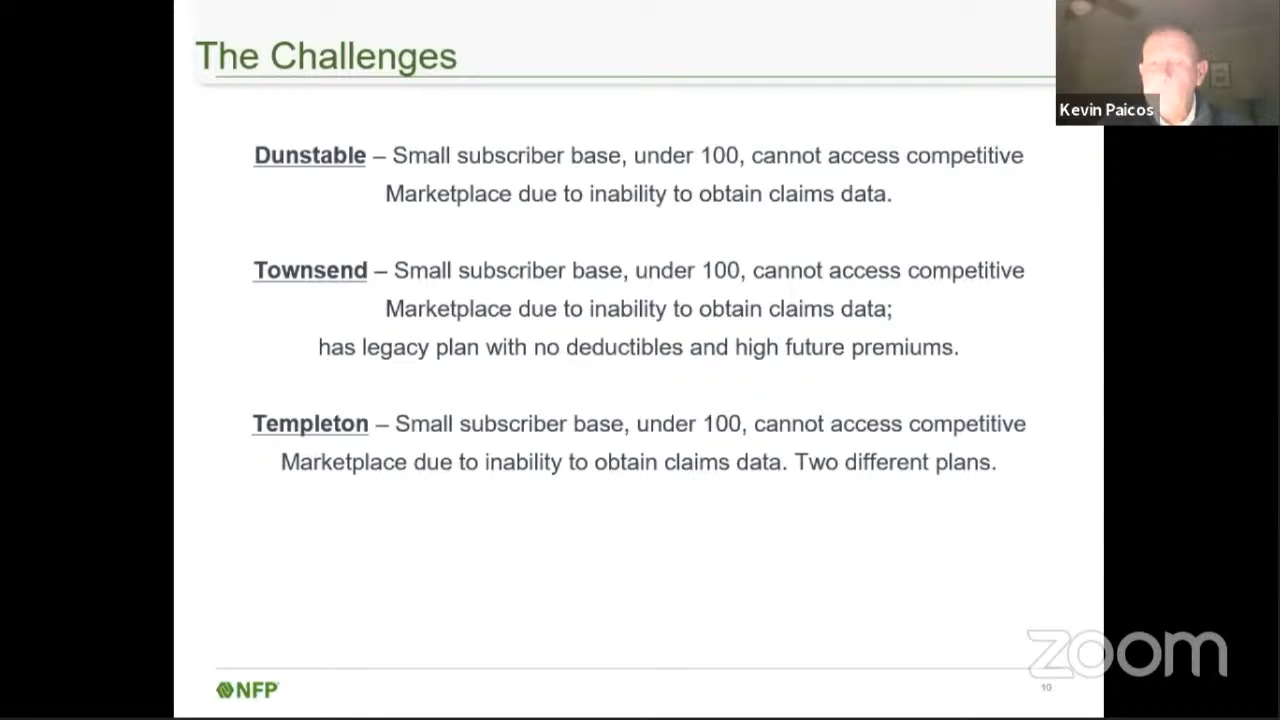 The Challenges
Kevin Paicos
Dunstable – Small subscriber base, under 100, cannot access competitive
Marketplace due to inability to obtain claims data.
Townsend – Small subscriber base, under 100, cannot access competitive
Marketplace due to inability to obtain claims data;
has legacy plan with no deductibles and high future premiums.
Templeton – Small subscriber base, under 100, cannot access competitive
Marketplace due to inability to obtain claims data. Two different plans.
zoom
NFP
10